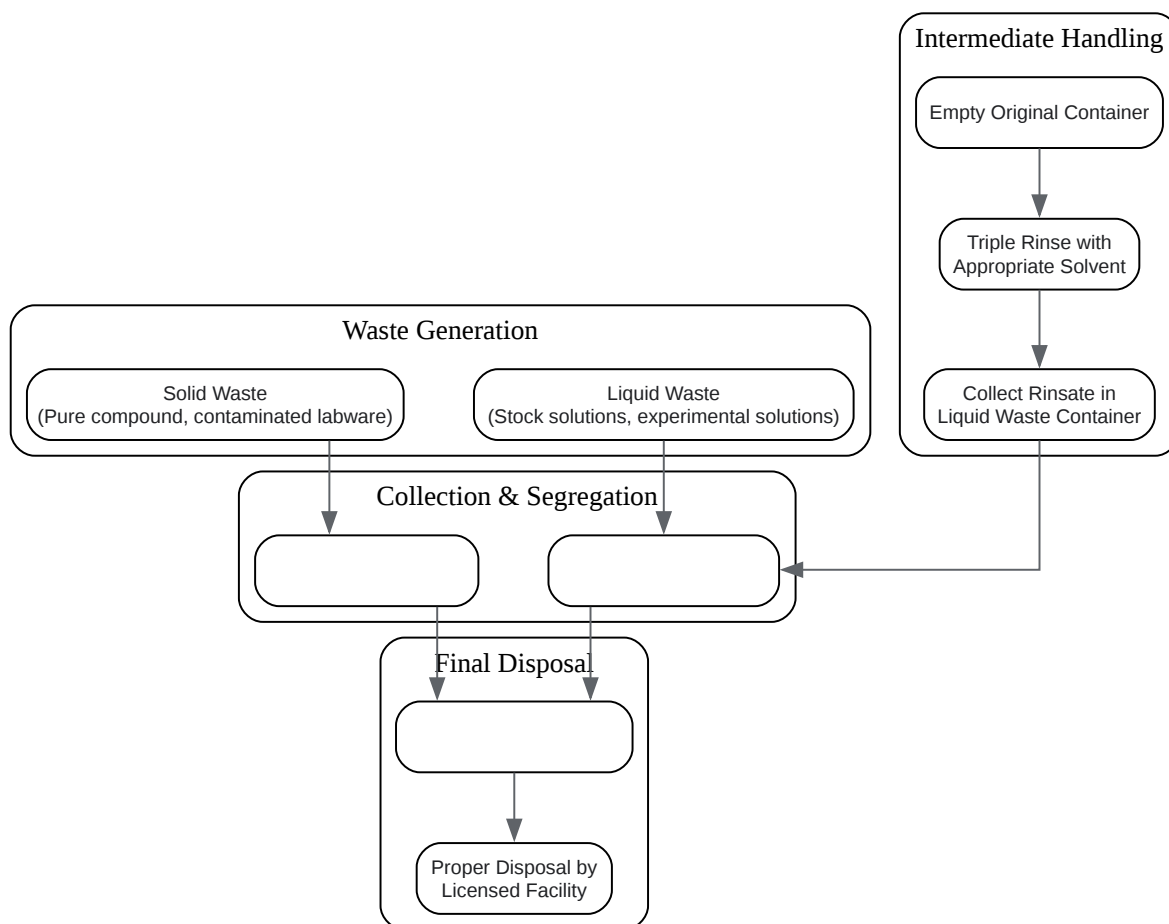 Intermediate Handling
Empty Original Container
Triple Rinse with
Appropriate Solvent
Waste Generation
Solid Waste
(Pure compound, contaminated labware)
Liquid Waste
(Stock solutions, experimental solutions)
Collect Rinsate in
Liquid Waste Container
Collection & Segregation
Final Disposal
Proper Disposal by
Licensed Facility